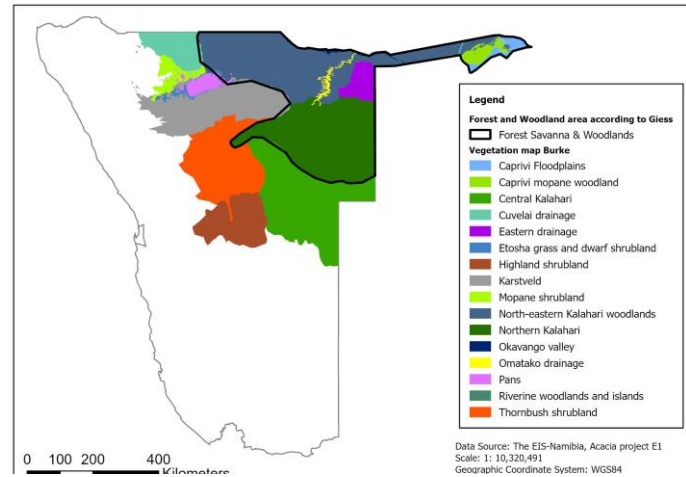 Legend
Forest and Woodland area according to Giess
Forest Savanna & Woodlands
Vegetation map Burke
Caprivi Floodplains
Caprivi mopane woodland
Central Kalahari
Cuvelai drainage
Eastern drainage
Etosha grass and dwarf shrubland
Highland shrubland
Karstveld
Mopane shrubland
North-eastern Kalahari woodlands
Northern Kalahari
Okavango valley
Omatako drainage
Pans
Riverine woodlands and islands
Thornbush shrubland
Data Source: The EIS-Namibia, Acacia project E1
Scale: 1: 10,320,491
Geographic Coordinate System: WGS84
0 100 200 400
Kilometers